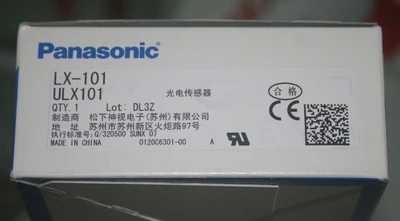 Panasonic
LX-101
ULX101 光电传感器
QTY.1 Lot: DL3Z
制造商 松下神视电子(苏州)有限公司
地址 苏州市苏州新区火炬路97号
执行标准号: Q/320500 SUNX 07
MADE IN CHINA 0120C6301-00 A
合格